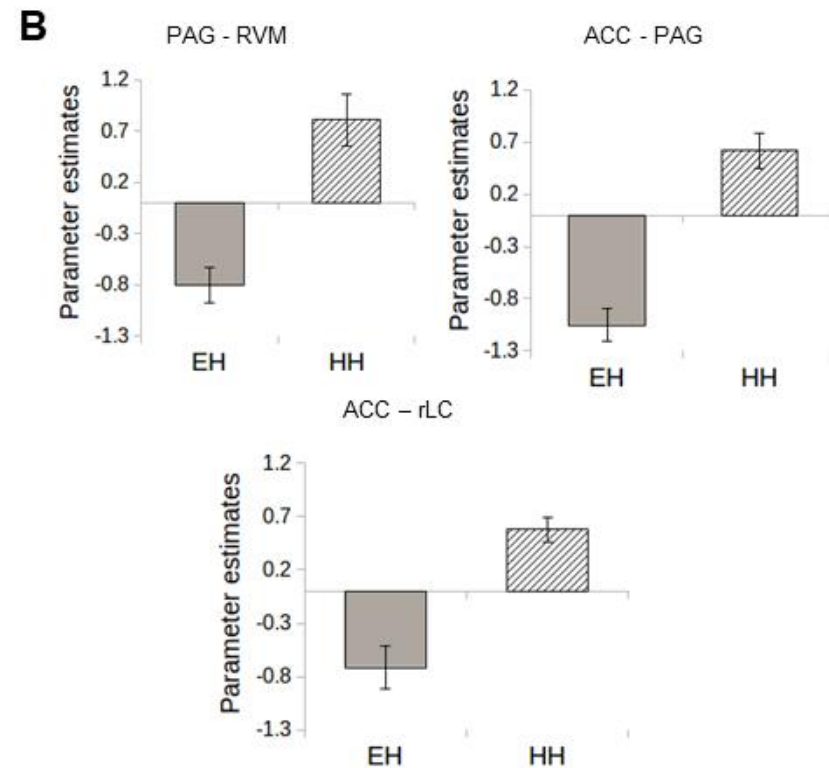 B
PAG - RVM
Parameter estimates
1.2
0.7
0.2
-0.3
-0.8
-1.3
EH HH
ACC - PAG
Parameter estimates
1.2
0.7
0.2
-0.3
-0.8
-1.3
EH HH
ACC – rLC
Parameter estimates
1.2
0.7
0.2
-0.3
-0.8
-1.3
EH HH